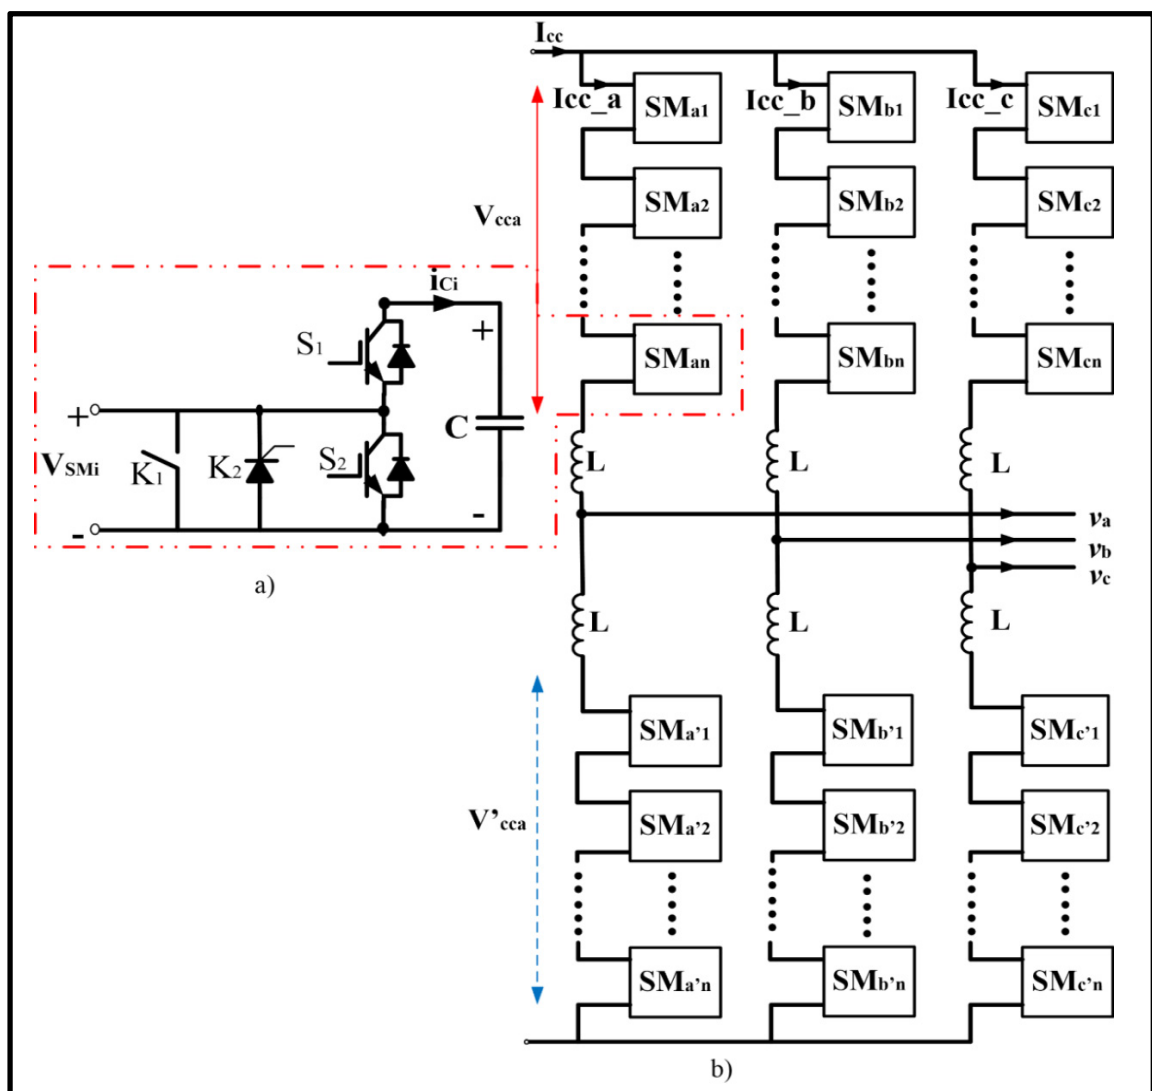 Icc
Icc_a Icc_b Icc_c
SMa1 SMb1 SMc1
SMa2 SMb2 SMc2
Vcca
iCi
+
S1
SMan SMbn SMcn
+
C
L L L
VSMi K1 K2 S2
- -
va
vb
vc
a)
L L L
SMa’1 SMb’1 SMc’1
V’cca
SMa’2 SMb’2 SMc’2
SMa’n SMb’n SMc’n
b)